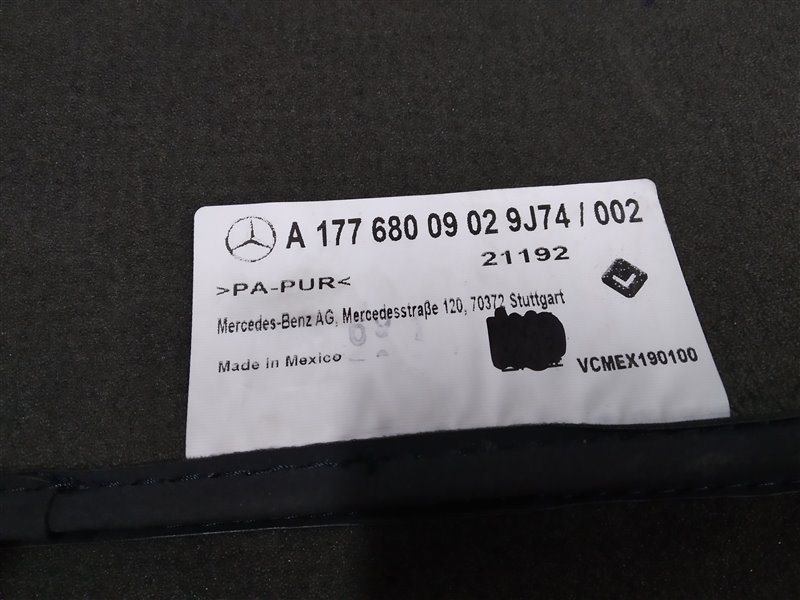 A 177 680 09 02 9J74 / 002
21192
>PA-PUR<
Mercedes-Benz AG, Mercedesstraße 120, 70372 Stuttgart
Made in Mexico
VCMEX190100